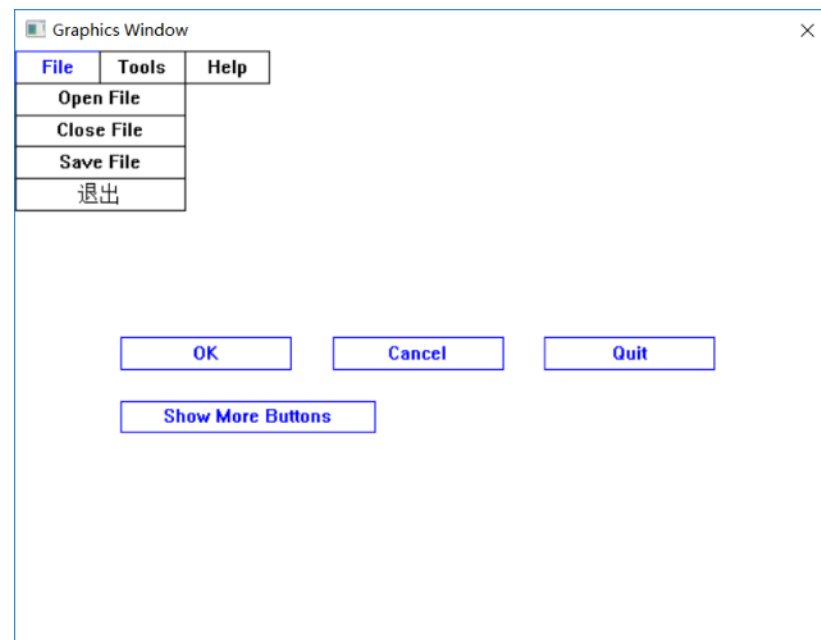 Graphics Window
File Tools Help
Open File
Close File
Save File
退出
OK Cancel Quit
Show More Buttons